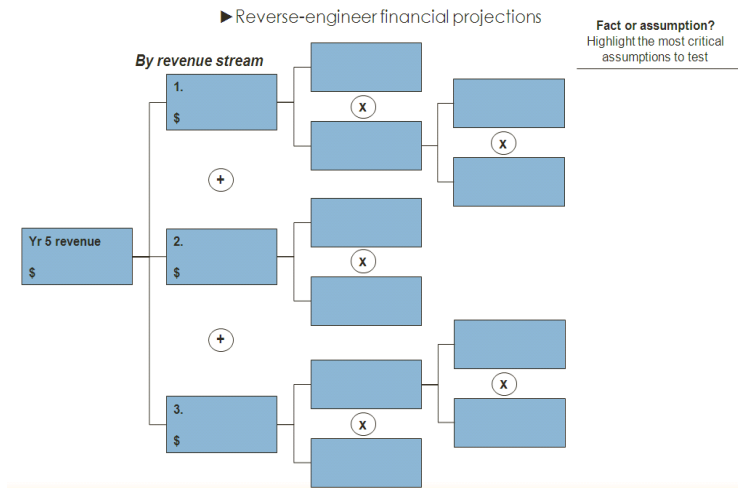 ►Reverse-engineer financial projections
Fact or assumption?
Highlight the most critical
assumptions to test
By revenue stream
1.
$
x
x
+
Yr 5 revenue
$
2.
$
x
+
3.
$
x
x